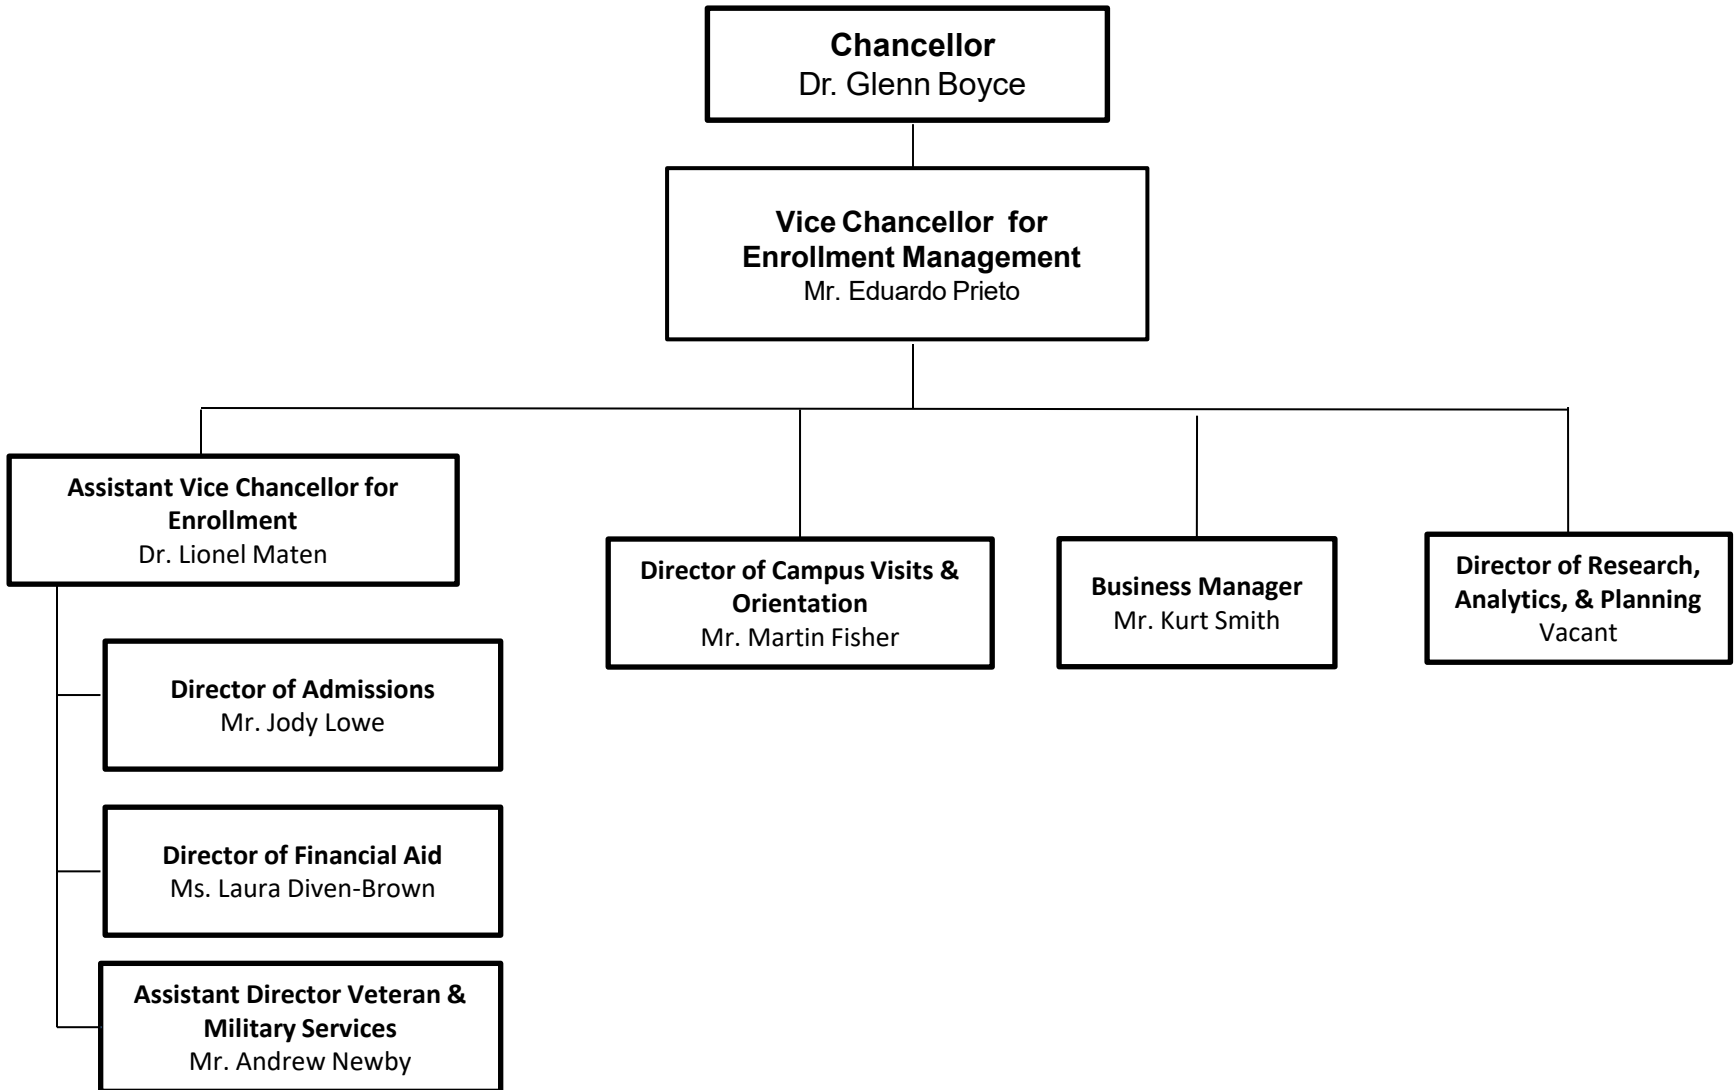 Chancellor
Dr. Glenn Boyce
Vice Chancellor for
Enrollment Management
Mr. Eduardo Prieto
Assistant Vice Chancellor for
Enrollment
Dr. Lionel Maten
Director of Campus Visits &
Orientation
Mr. Martin Fisher
Business Manager
Mr. Kurt Smith
Director of Research,
Analytics, & Planning
Vacant
Director of Admissions
Mr. Jody Lowe
Director of Financial Aid
Ms. Laura Diven-Brown
Assistant Director Veteran &
Military Services
Mr. Andrew Newby